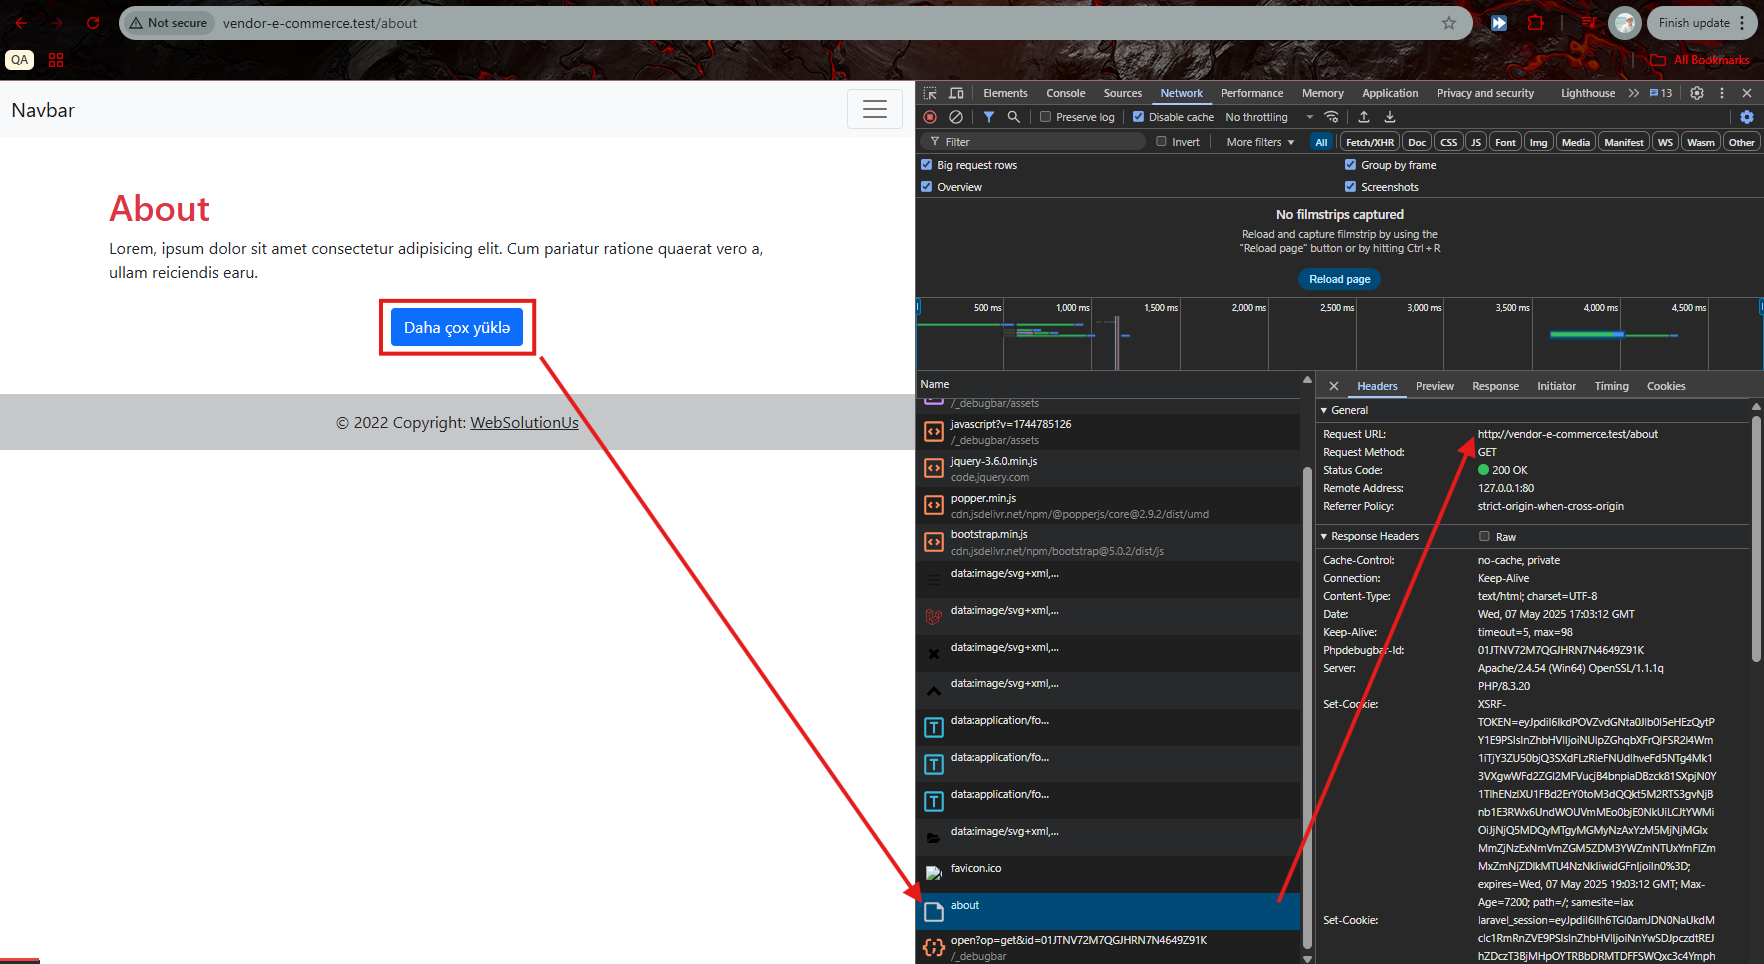 Not secure
vendor-e-commerce.test/about
Finish update
QA
All Bookmarks
Navbar
About
Lorem, ipsum dolor sit amet consectetur adipisicing elit. Cum pariatur ratione quaerat vero a,
ullam reiciendis earu.
Daha çox yüklə
© 2022 Copyright: WebSolutionUs
Elements Console Sources Network Performance Memory Application Privacy and security Lighthouse 13
Preserve log Disable cache No throttling
Filter Invert More filters All Fetch/XHR Doc CSS JS Font Img Media Manifest WS Wasm Other
Big request rows Group by frame
Overview Screenshots
No filmstrips captured
Reload and capture filmstrip by using the
"Reload page" button or by hitting Ctrl + R
Reload page
500 ms 1,000 ms 1,500 ms 2,000 ms 2,500 ms 3,000 ms 3,500 ms 4,000 ms 4,500 ms
Name
/_debugbar/assets
javascript?v=1744785126
/_debugbar/assets
jquery-3.6.0.min.js
code.jquery.com
popper.min.js
cdn.jsdelivr.net/npm/@popperjs/core@2.9.2/dist/umd
bootstrap.min.js
cdn.jsdelivr.net/npm/bootstrap@5.0.2/dist/js
data:image/svg+xml,...
data:image/svg+xml,...
data:image/svg+xml,...
data:image/svg+xml,...
data:application/fo...
data:application/fo...
data:application/fo...
data:image/svg+xml,...
favicon.ico
about
open?op=get&id=01JTNV72M7QGJHRN7N4649Z91K
/_debugbar
Headers Preview Response Initiator Timing Cookies
General
Request URL: http://vendor-e-commerce.test/about
Request Method: GET
Status Code: 200 OK
Remote Address: 127.0.0.1:80
Referrer Policy: strict-origin-when-cross-origin
Response Headers Raw
Cache-Control: no-cache, private
Connection: Keep-Alive
Content-Type: text/html; charset=UTF-8
Date: Wed, 07 May 2025 17:03:12 GMT
Keep-Alive: timeout=5, max=98
Phpdebugbar-Id: 01JTNV72M7QGJHRN7N4649Z91K
Server: Apache/2.4.54 (Win64) OpenSSL/1.1.1q
PHP/8.3.20
Set-Cookie: XSRF-
expires=Wed, 07 May 2025 19:03:12 GMT; Max-
Age=7200; path=/; samesite=lax
Set-Cookie: